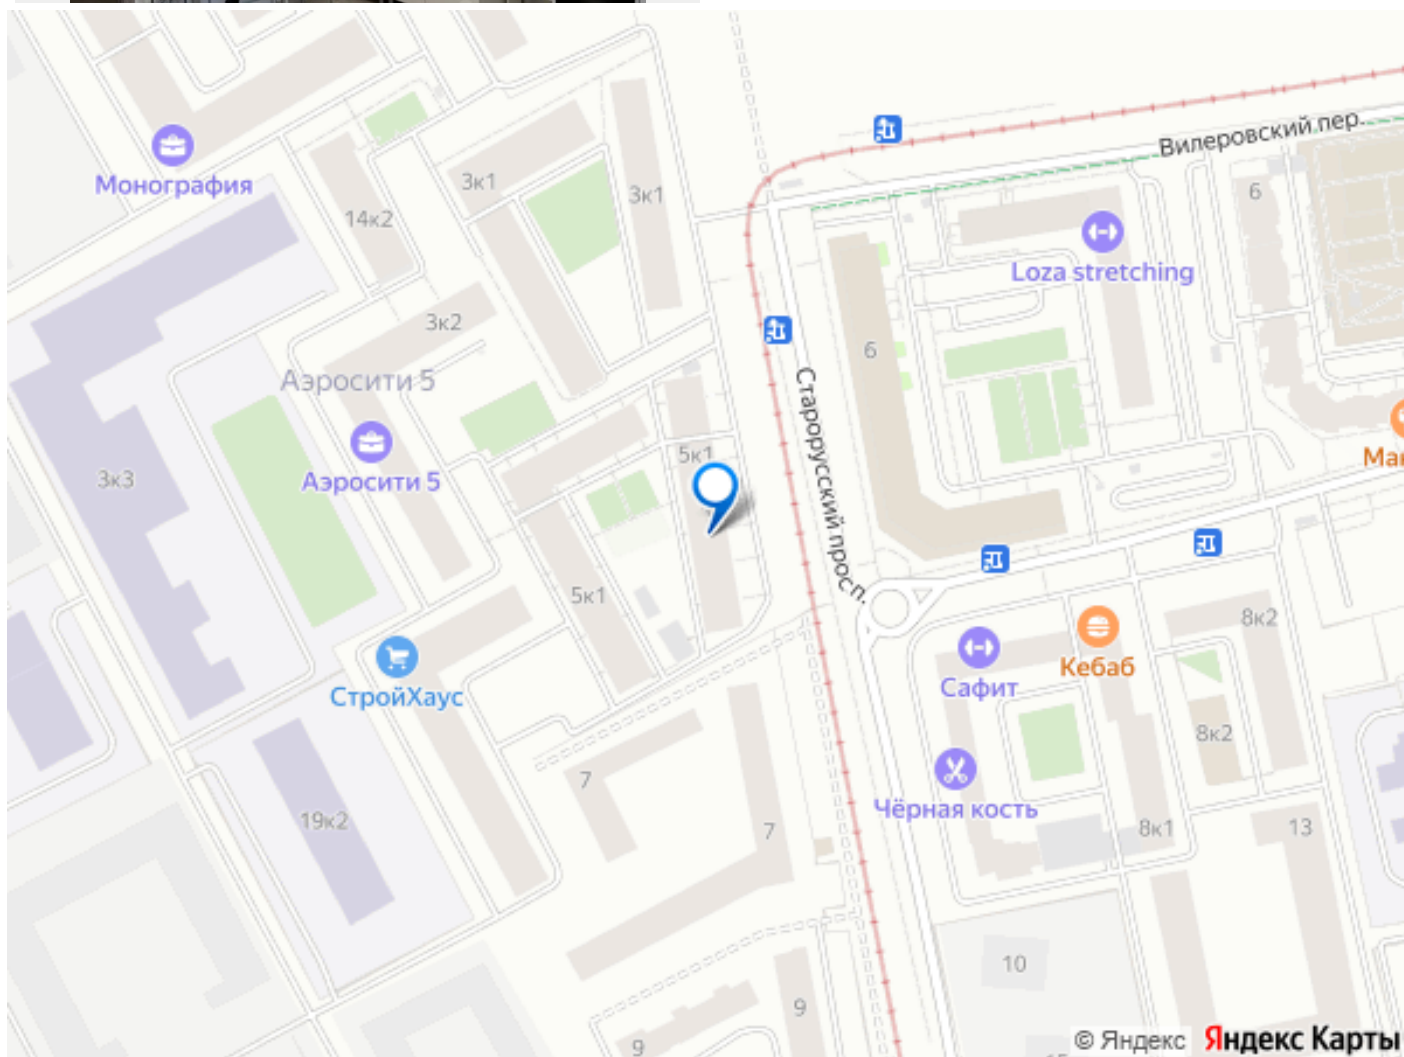 Вилеровский пер.
Монография
3к1
3к1
6
14к2
Loza stretching
3к2
6
Аэросити 5
Старорусский просп.
5к1
3к3
Аэросити 5
5к1
8к2
Сафит
Кебаб
СтройХаус
8к2
7
Чёрная кость
19к2
7
8к1
13
10
9
9
© Яндекс Яндекс Карты